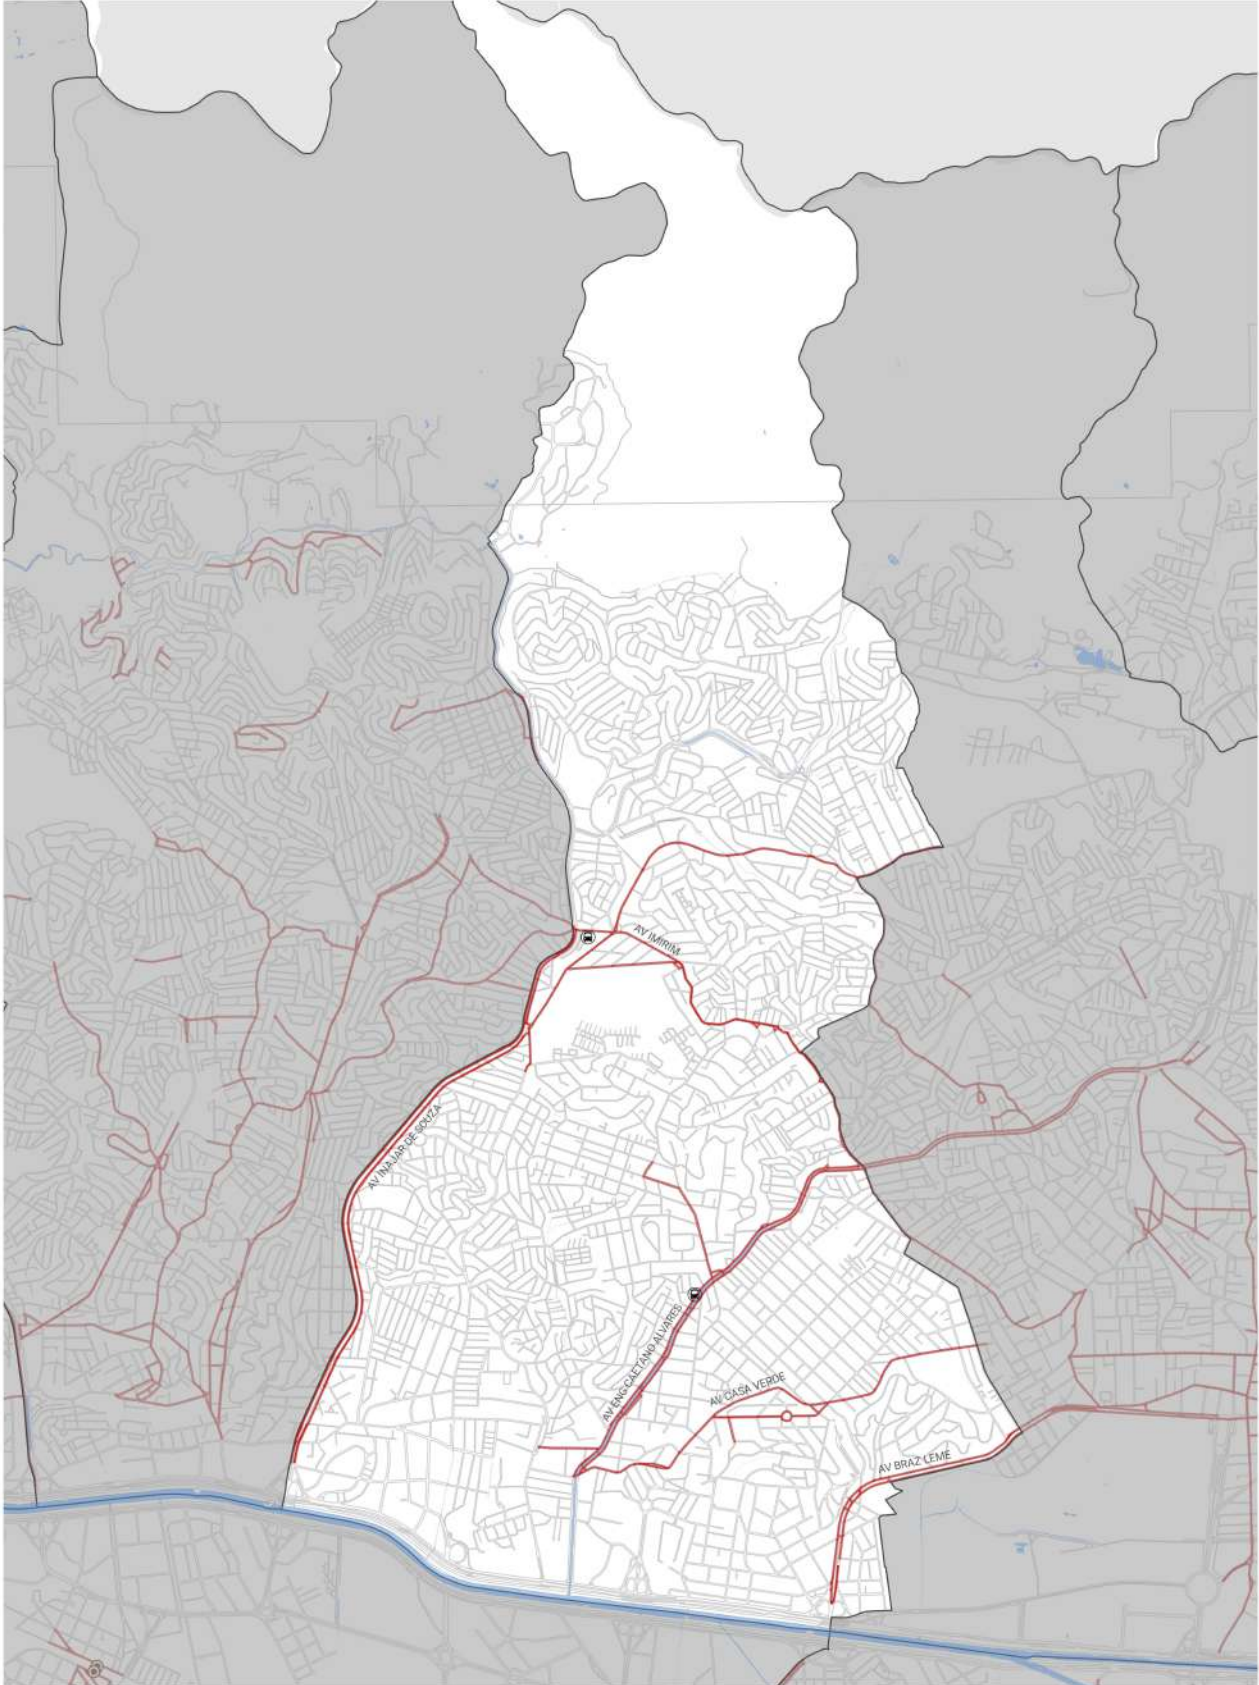 AV IMIRIM
AV INAJAR DE SOUZA
AV ENG CAETANO ALVARES
AV CASA VERDE
AV BRAZ LEME